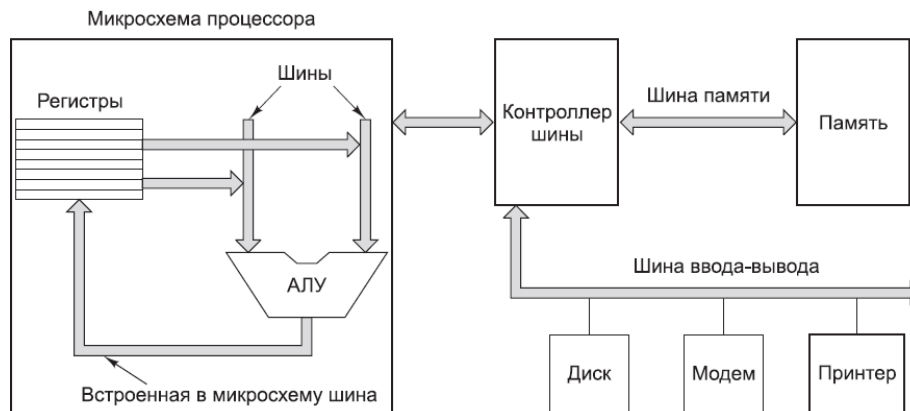 Микросхема процессора
Шины
Регистры
АЛУ
Встроенная в микросхему шина
Контроллер
шины
Шина памяти
Память
Шина ввода-вывода
Диск
Модем
Принтер